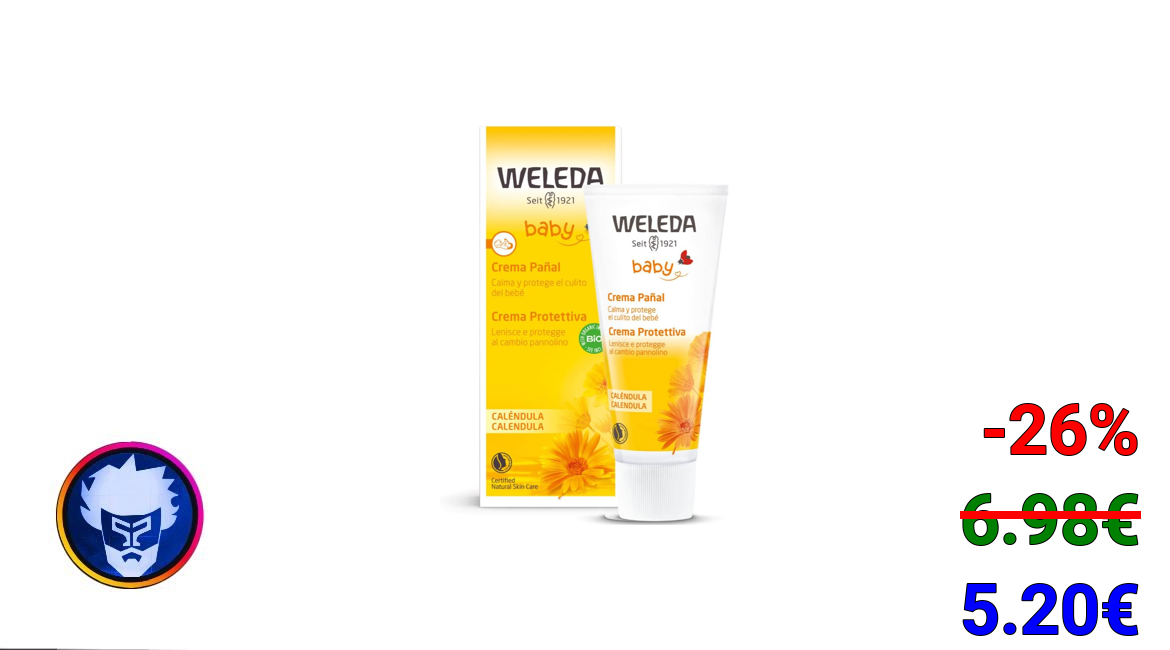 WELEDA
Seit 1921
baby
Crema Pañal
Calma y protege el culito
del bebé
Crema Protettiva
Lenisce e protegge
al cambio pannolino
BIO
CALÉNDULA
CALENDULA
Certified
Natural Skin Care
WELEDA
Seit 1921
baby
Crema Pañal
Calma y protege
el culito del bebé
Crema Protettiva
Lenisce e protegge
al cambio pannolino
CALÉNDULA
CALENDULA
-26%
6.98€
5.20€